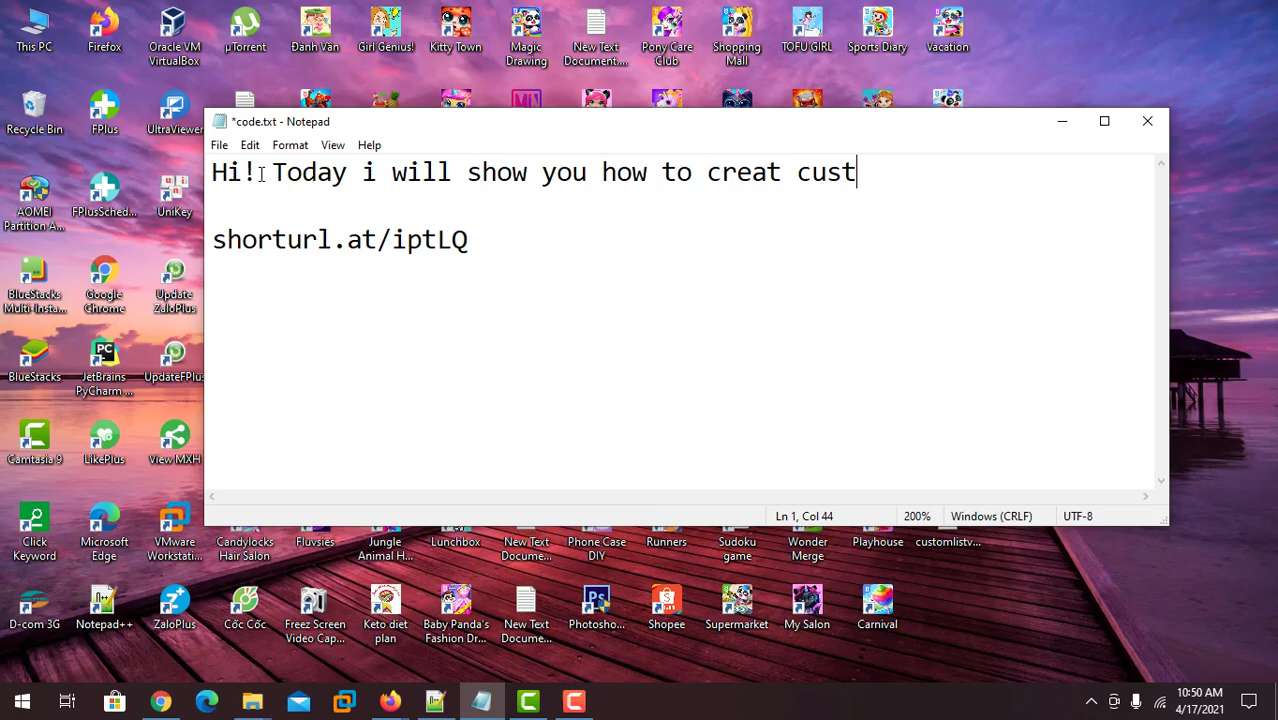 This PC
Firefox
Oracle VM
VirtualBox
µTorrent
Đánh Vần
Girl Genius!
Kitty Town
Magic
Drawing
New Text
Document....
Pony Care
Club
Shopping
Mall
TOFU GIRL
Sports Diary
Vacation
Recycle Bin
FPlus
UltraViewer
*code.txt - Notepad
File Edit Format View Help
Hi! Today i will show you how to creat cust
shorturl.at/iptLQ
Ln 1, Col 44
200%
Windows (CRLF)
UTF-8
AOMEI
Partition A...
FPlusSched...
UniKey
BlueStacks
Multi-Insta...
Google
Chrome
Update
ZaloPlus
BlueStacks
JetBrains
PyCharm ...
UpdateFPlus
Camtasia 9
LikePlus
View MXH
Click
Keyword
Microsoft
Edge
VMware
Workstati...
Candylocks
Hair Salon
Fluvsies
Jungle
Animal H...
Lunchbox
New Text
Docume...
Phone Case
DIY
Runners
Sudoku
game
Wonder
Merge
Playhouse
customlistv...
D-com 3G
Notepad++
ZaloPlus
Cốc Cốc
Freez Screen
Video Cap...
Keto diet
plan
Baby Panda's
Fashion Dr...
New Text
Docume...
Photosho...
Shopee
Supermarket
My Salon
Carnival
10:50 AM
4/17/2021